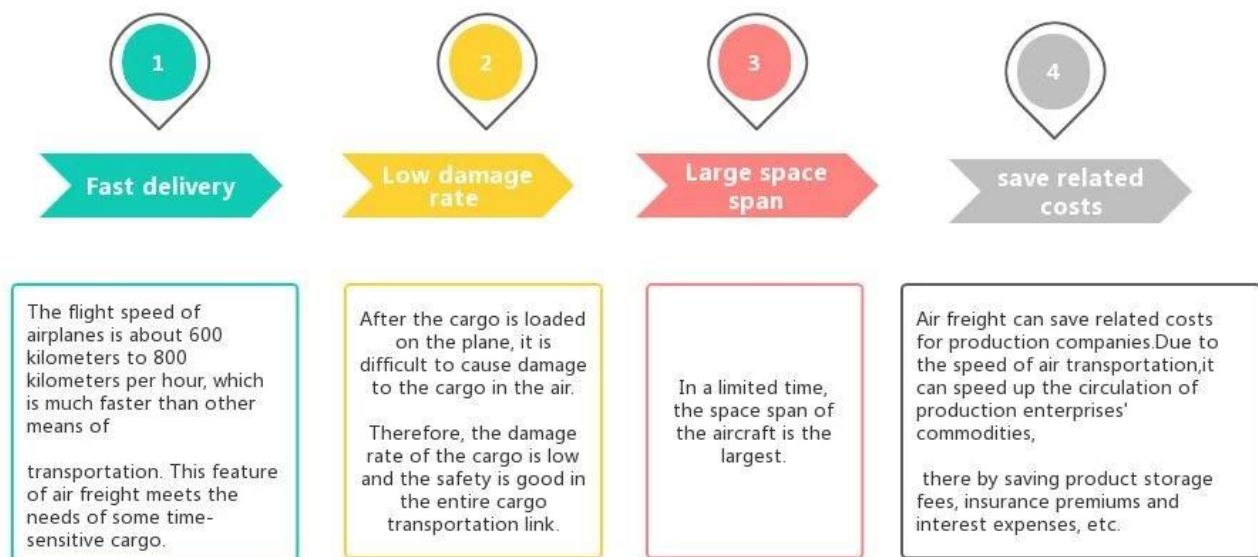 1
Fast delivery
The flight speed of
airplanes is about 600
kilometers to 800
kilometers per hour, which
is much faster than other
means of
transportation. This feature
of air freight meets the
needs of some time-
sensitive cargo.
2
Low damage
rate
After the cargo is loaded
on the plane, it is
difficult to cause damage
to the cargo in the air.
Therefore, the damage
rate of the cargo is low
and the safety is good in
the entire cargo
transportation link.
3
Large space
span
In a limited time,
the space span of
the aircraft is the
largest.
4
save related
costs
Air freight can save related costs
for production companies.Due to
the speed of air transportation,it
can speed up the circulation of
production enterprises'
commodities,
there by saving product storage
fees, insurance premiums and
interest expenses, etc.